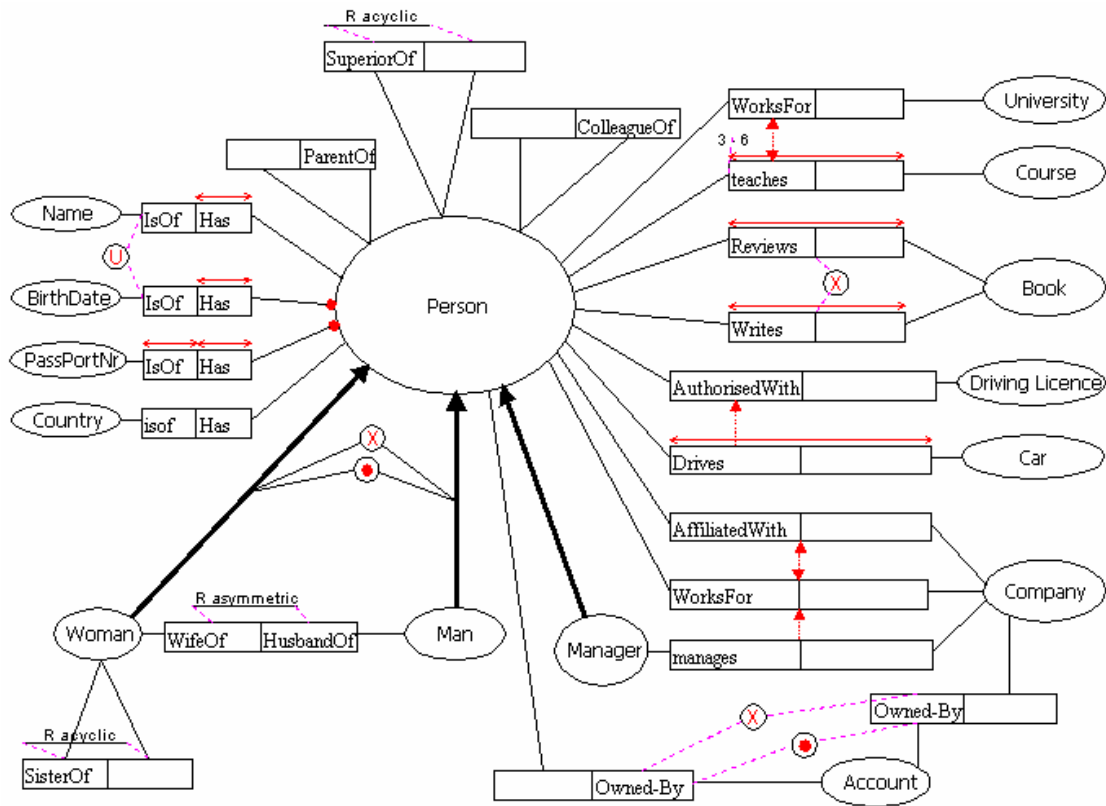 R acyclic
SuperiorOf
ColleagueOf
ParentOf
WorksFor
University
3 - 6
teaches
Course
Name
IsOf Has
U
Reviews
BirthDate
IsOf Has
Person
X
Book
Writes
PassPortNr
IsOf Has
AuthorisedWith
Driving Licence
Country
isof Has
X
Drives
Car
AffiliatedWith
R asymmetric
WorksFor
Company
Woman
WifeOf HusbandOf
Man
Manager
manages
Owned-By
X
R acyclic
SisterOf
Owned-By
Account